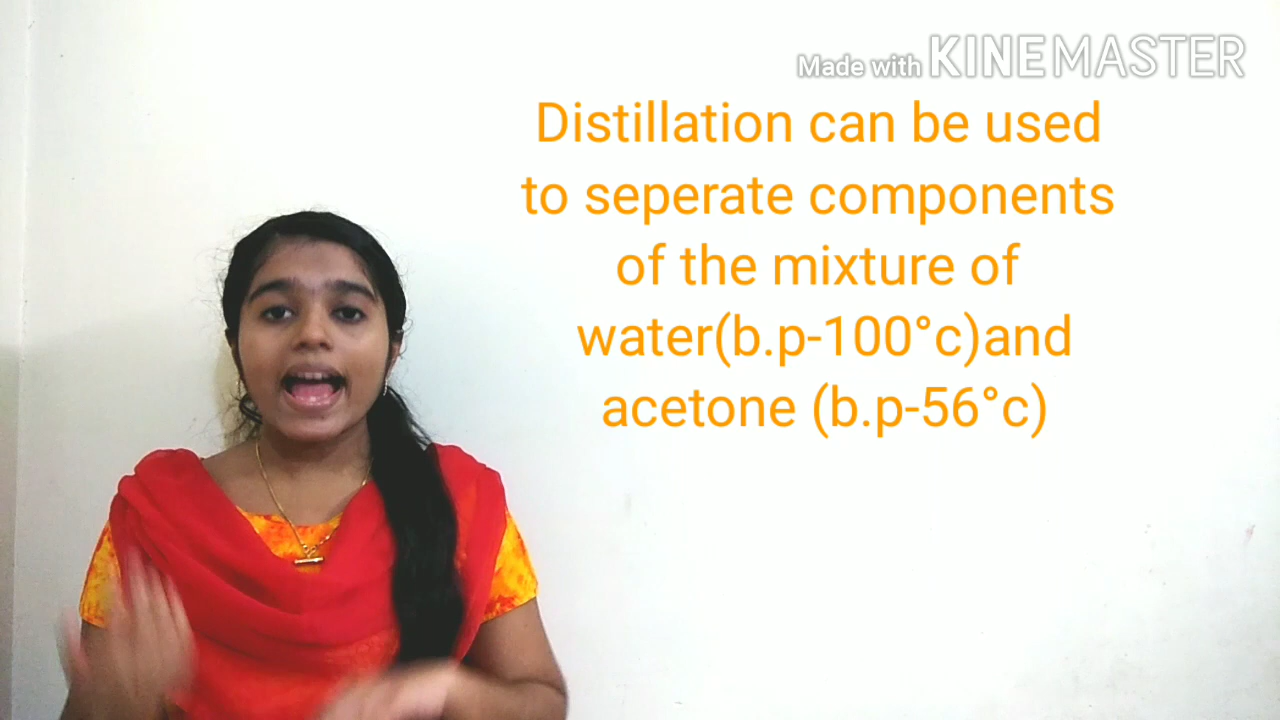 Made with KINEMASTER
Distillation can be used
to seperate components
of the mixture of
water(b.p-100°c)and
acetone (b.p-56°c)